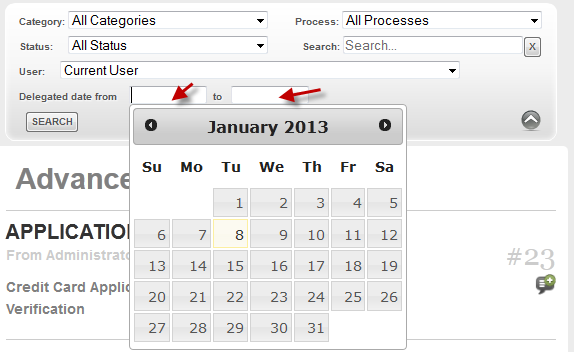 Category: All Categories Process: All Processes
Status: All Status Search: Search... X
User: Current User
Delegated date from to
SEARCH
January 2013
Su Mo Tu We Th Fr Sa
1 2 3 4 5
6 7 8 9 10 11 12
13 14 15 16 17 18 19
20 21 22 23 24 25 26
27 28 29 30 31
Advance
APPLICATION
From Administrato
#23
Credit Card Applic
Verification